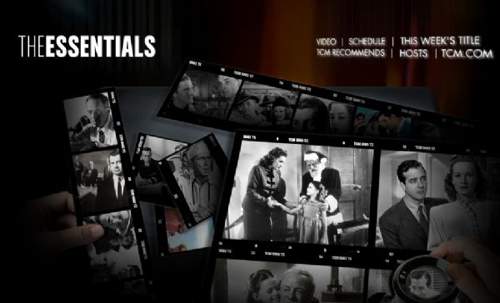 THEESSENTIALS
VIDEO | SCHEDULE | THIS WEEK'S TITLE
TCM RECOMMENDS | HOSTS | TCM.COM